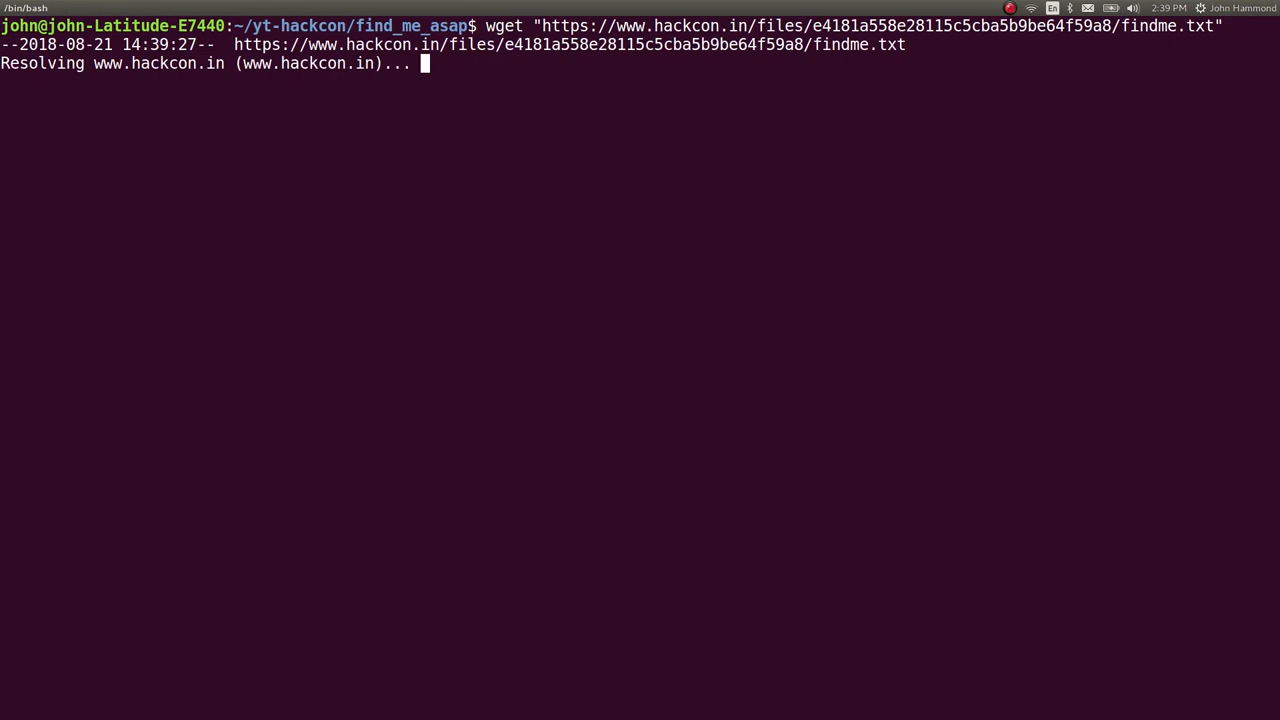 /bin/bash
En
2:39 PM
John Hammond
john@john-Latitude-E7440:~/yt-hackcon/find_me_asap$ wget "https://www.hackcon.in/files/e4181a558e28115c5cba5b9be64f59a8/findme.txt"
--2018-08-21 14:39:27--  https://www.hackcon.in/files/e4181a558e28115c5cba5b9be64f59a8/findme.txt
Resolving www.hackcon.in (www.hackcon.in)...